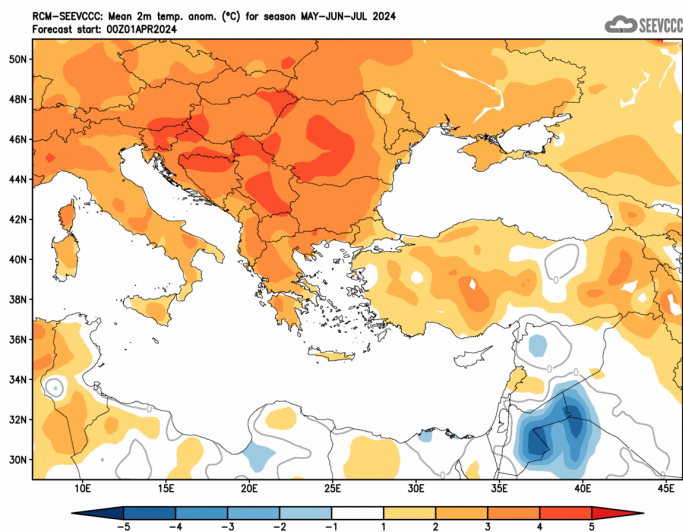 RCM-SEEVCCC: Mean 2m temp. anom. (°C) for season MAY-JUN-JUL 2024
Forecast start: 00Z01APR2024
SEEVCCC
50N
48N
46N
44N
42N
40N
38N
36N
34N
32N
30N
10E 15E 20E 25E 30E 35E 40E 45E
-5 -4 -3 -2 -1 1 2 3 4 5